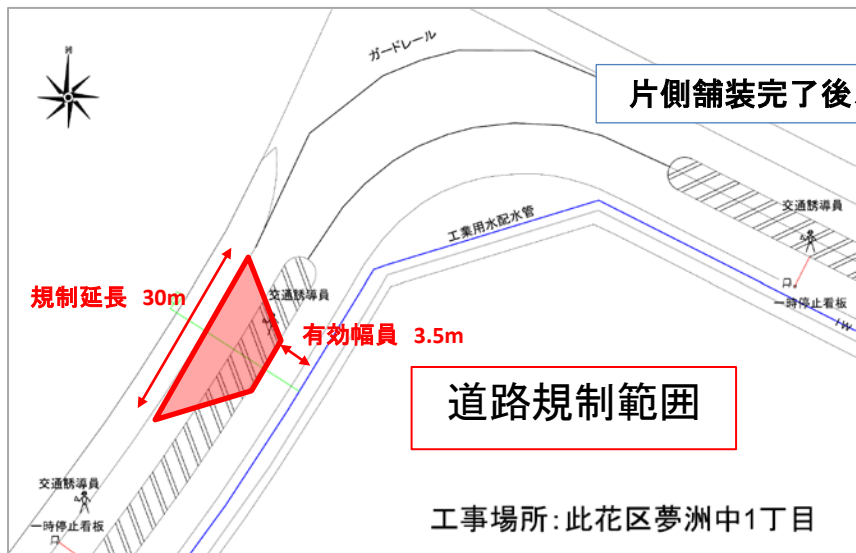 ガードレール
片側舗装完了後
交通誘導員
工業用水配水管
規制延長 30m
交通誘導員
一時停止看板
有効幅員 3.5m
IW
道路規制範囲
交通誘導員
一時停止看板
工事場所:此花区夢洲中1丁目